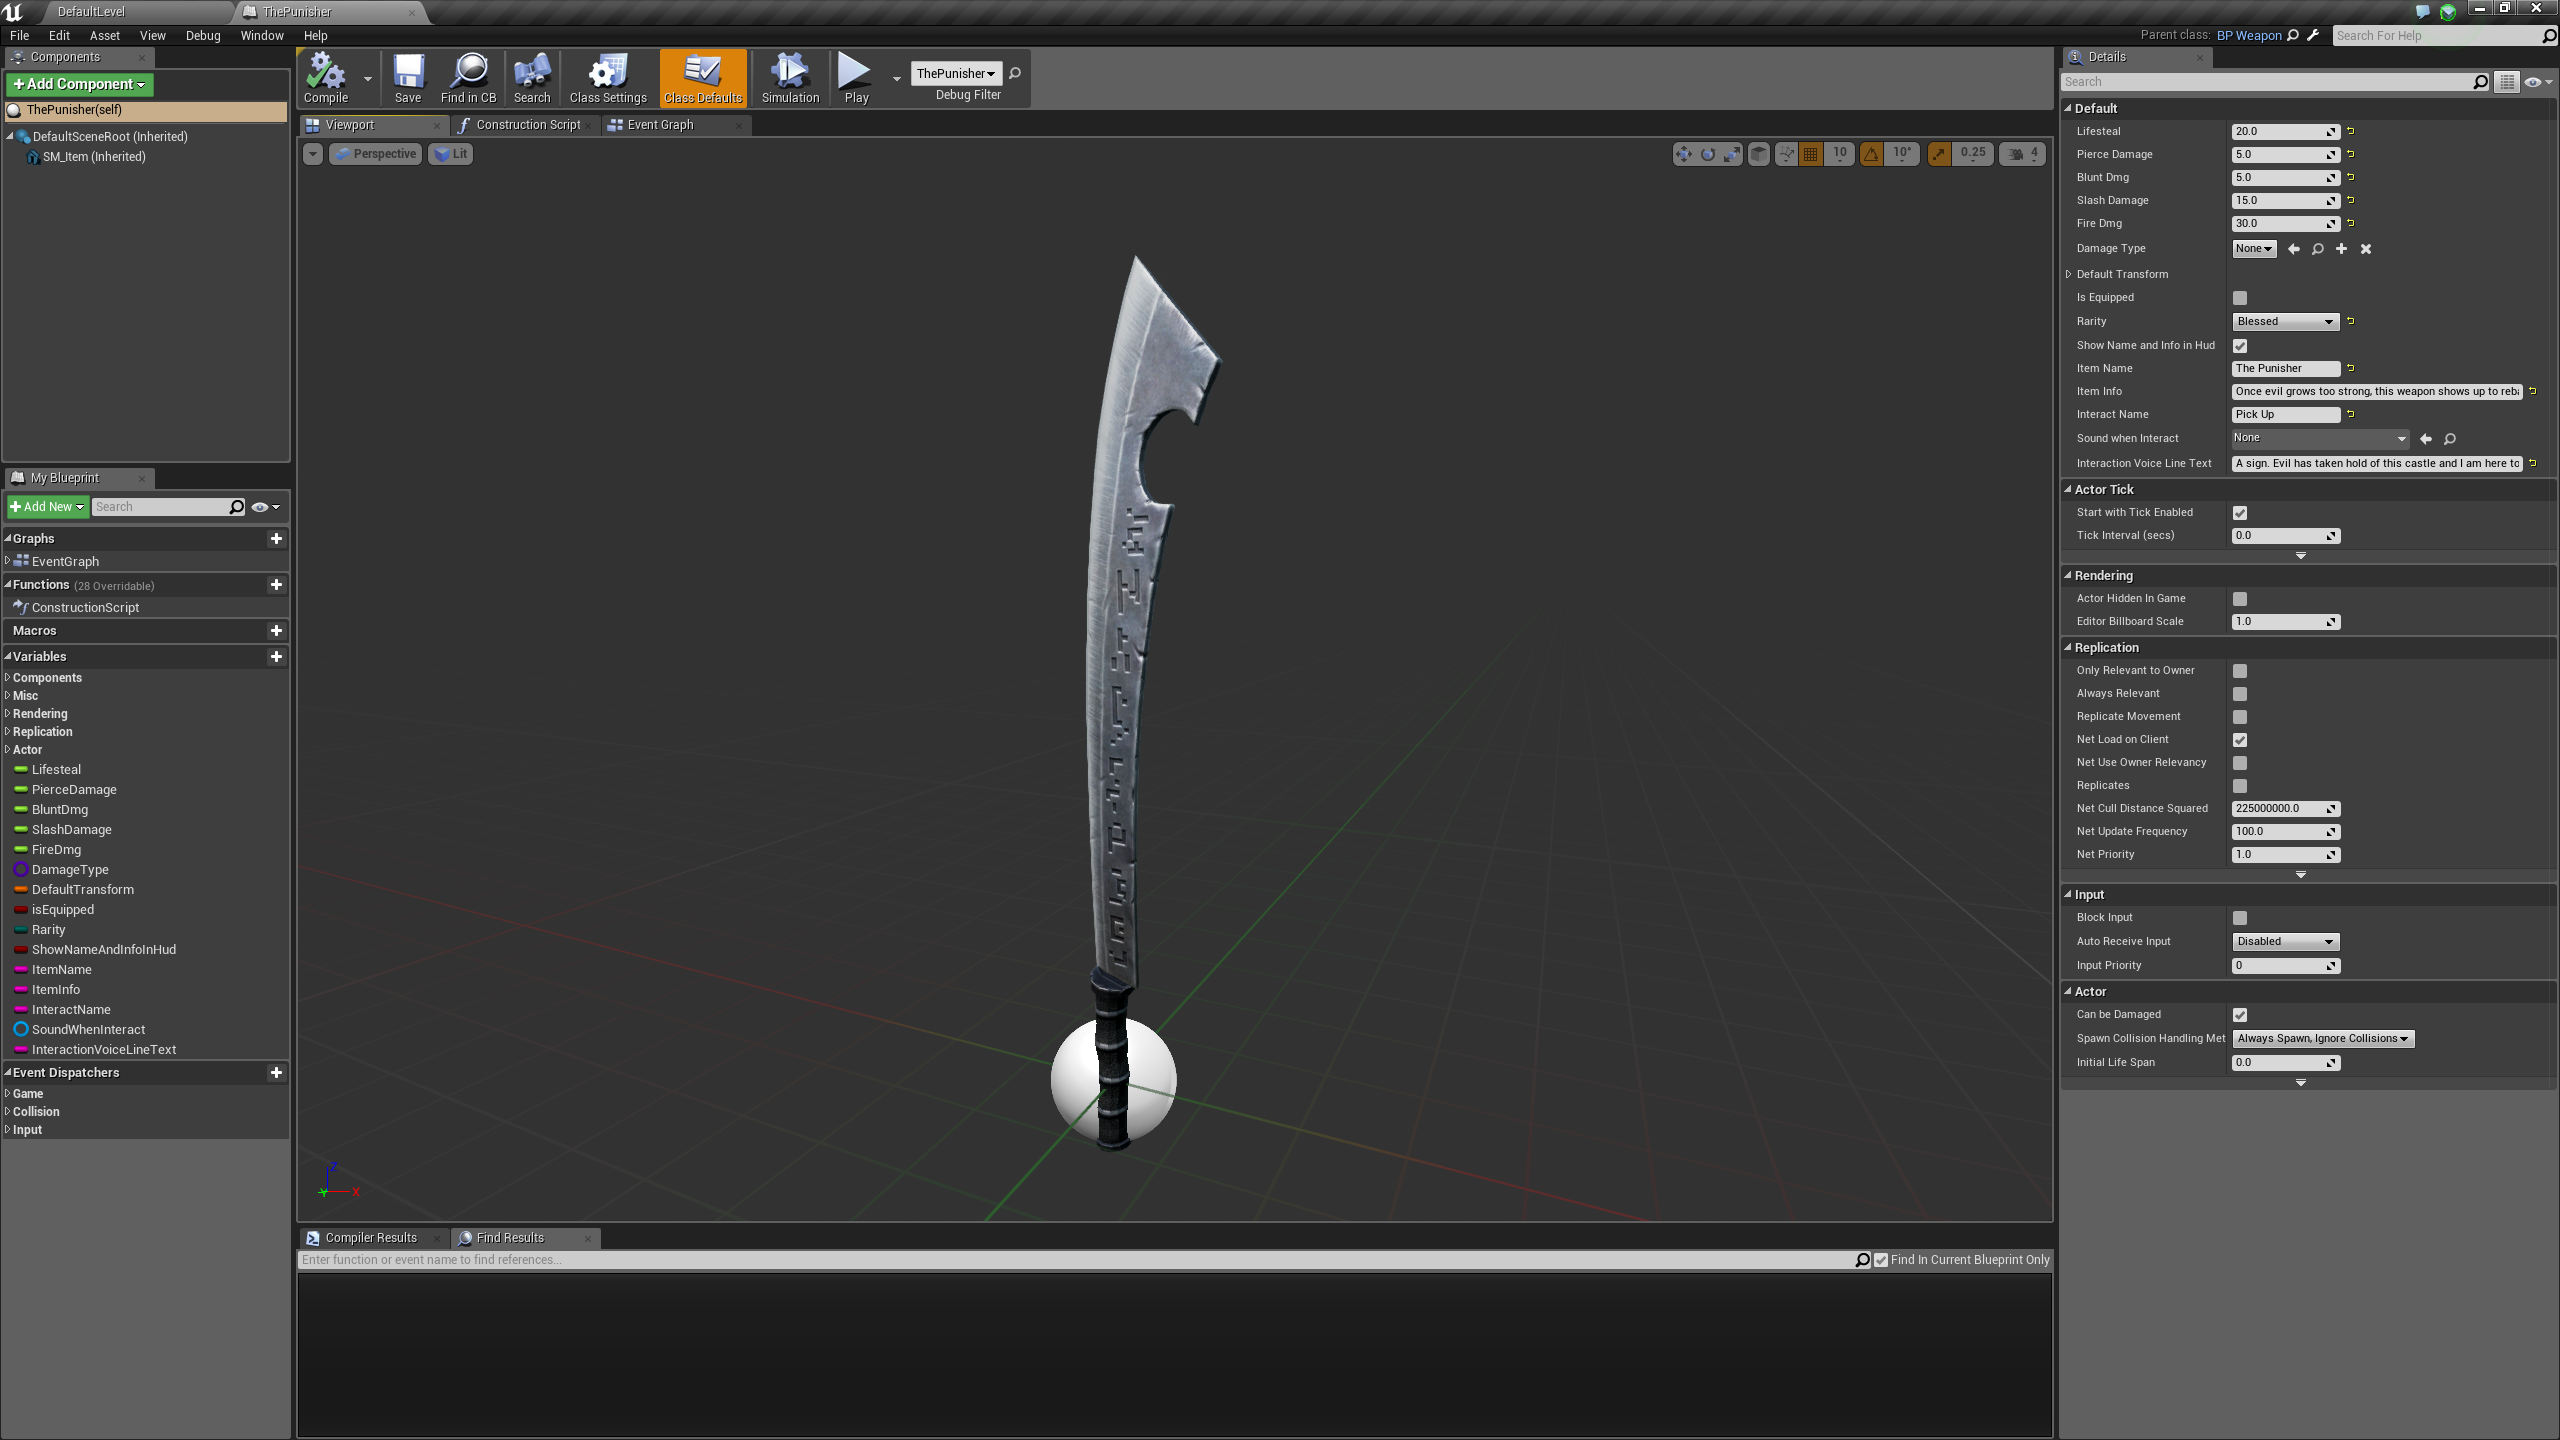 DefaultLevel
ThePunisher
File Edit Asset View Debug Window Help
Parent class: BP Weapon
Search For Help
Components
+ Add Component
ThePunisher(self)
DefaultSceneRoot (Inherited)
SM_Item (Inherited)
My Blueprint
+ Add New
Search
Graphs
EventGraph
Functions (28 Overridable)
ConstructionScript
Macros
Variables
Components
Misc
Rendering
Replication
Actor
Lifesteal
PierceDamage
BluntDmg
SlashDamage
FireDmg
DamageType
DefaultTransform
isEquipped
Rarity
ShowNameAndInfoInHud
ItemName
ItemInfo
InteractName
SoundWhenInteract
InteractionVoiceLineText
Event Dispatchers
Game
Collision
Input
Compile
Save
Find in CB
Search
Class Settings
Class Defaults
Simulation
Play
ThePunisher
Debug Filter
Viewport
Construction Script
Event Graph
Perspective
Lit
10
10°
0.25
4
Z
Y
X
Compiler Results
Find Results
Enter function or event name to find references...
Find In Current Blueprint Only
Details
Search
Default
Lifesteal 20.0
Pierce Damage 5.0
Blunt Dmg 5.0
Slash Damage 15.0
Fire Dmg 30.0
Damage Type None
Default Transform
Is Equipped
Rarity Blessed
Show Name and Info in Hud
Item Name The Punisher
Item Info Once evil grows too strong, this weapon shows up to reba
Interact Name Pick Up
Sound when Interact None
Interaction Voice Line Text A sign. Evil has taken hold of this castle and I am here to
Actor Tick
Start with Tick Enabled
Tick Interval (secs) 0.0
Rendering
Actor Hidden In Game
Editor Billboard Scale 1.0
Replication
Only Relevant to Owner
Always Relevant
Replicate Movement
Net Load on Client
Net Use Owner Relevancy
Replicates
Net Cull Distance Squared 225000000.0
Net Update Frequency 100.0
Net Priority 1.0
Input
Block Input
Auto Receive Input Disabled
Input Priority 0
Actor
Can be Damaged
Spawn Collision Handling Met Always Spawn, Ignore Collisions
Initial Life Span 0.0